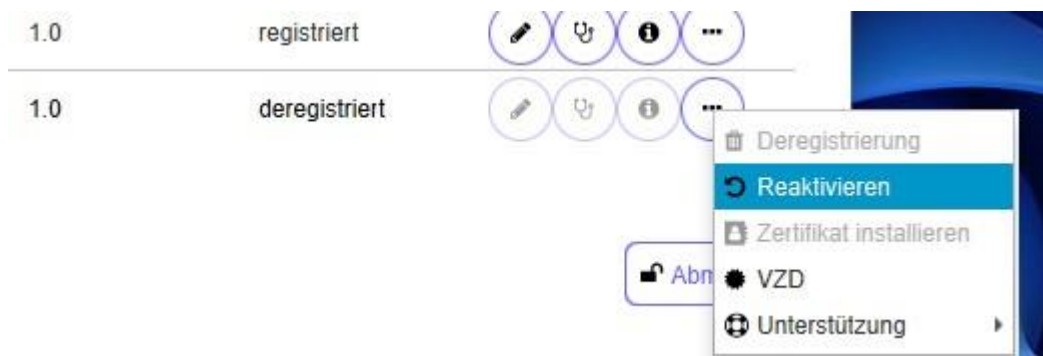 1.0 registriert
1.0 deregistriert
Deregistrierung
Reaktivieren
Zertifikat installieren
VZD
Unterstützung